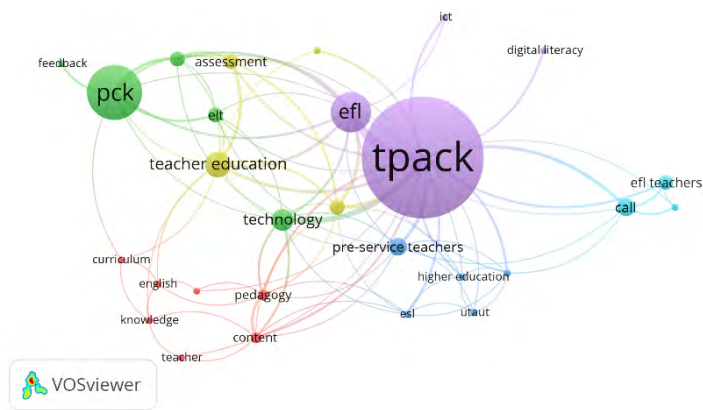 ict
digital literacy
feedback
assessment
pck
efl
elt
tpack
teacher education
efl teachers
call
technology
pre-service teachers
curriculum
higher education
english
pedagogy
knowledge
esl
utaut
content
teacher
VOSviewer